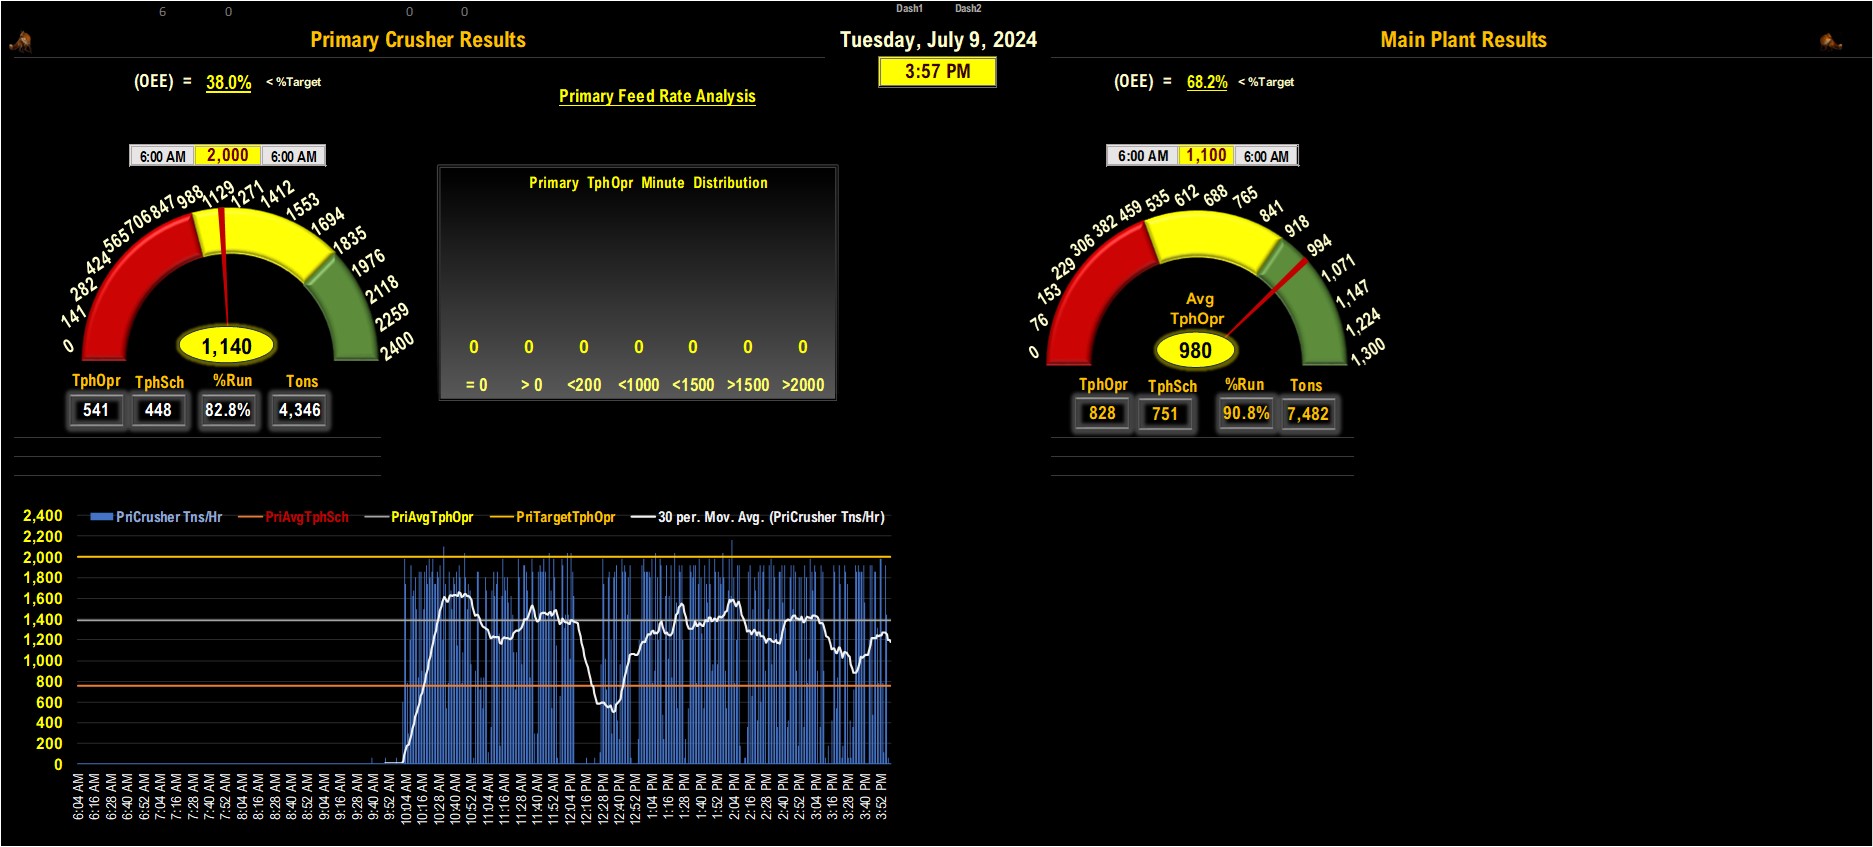 6 0 0 0 Dash1 Dash2
Primary Crusher Results
Tuesday, July 9, 2024
Main Plant Results
3:57 PM
(OEE) = 38.0% < %Target
Primary Feed Rate Analysis
(OEE) = 68.2% < %Target
6:00 AM 2,000 6:00 AM
0 141 282 424 565 706 847 988 1129 1271 1412 1553 1694 1835 1976 2118 2259 2400
1,140
TphOpr TphSch %Run Tons
541 448 82.8% 4,346
Primary TphOpr Minute Distribution
0 0 0 0 0 0 0
= 0 > 0 <200 <1000 <1500 >1500 >2000
6:00 AM 1,100 6:00 AM
0 76 153 229 306 382 459 535 612 688 765 841 918 994 1,071 1,147 1,224 1,300
Avg
TphOpr
980
TphOpr TphSch %Run Tons
828 751 90.8% 7,482
PriCrusher Tns/Hr PriAvgTphSch PriAvgTphOpr PriTargetTphOpr 30 per. Mov. Avg. (PriCrusher Tns/Hr)
2,400
2,200
2,000
1,800
1,600
1,400
1,200
1,000
800
600
400
200
0
6:04 AM
6:16 AM
6:28 AM
6:40 AM
6:52 AM
7:04 AM
7:16 AM
7:28 AM
7:40 AM
7:52 AM
8:04 AM
8:16 AM
8:28 AM
8:40 AM
8:52 AM
9:04 AM
9:16 AM
9:28 AM
9:40 AM
9:52 AM
10:04 AM
10:16 AM
10:28 AM
10:40 AM
10:52 AM
11:04 AM
11:16 AM
11:28 AM
11:40 AM
11:52 AM
12:04 PM
12:16 PM
12:28 PM
12:40 PM
12:52 PM
1:04 PM
1:16 PM
1:28 PM
1:40 PM
1:52 PM
2:04 PM
2:16 PM
2:28 PM
2:40 PM
2:52 PM
3:04 PM
3:16 PM
3:28 PM
3:40 PM
3:52 PM